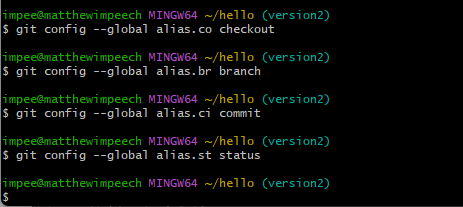 impee@matthewimpeech MINGW64 ~/hello (version2)
$ git config --global alias.co checkout
impee@matthewimpeech MINGW64 ~/hello (version2)
$ git config --global alias.br branch
impee@matthewimpeech MINGW64 ~/hello (version2)
$ git config --global alias.ci commit
impee@matthewimpeech MINGW64 ~/hello (version2)
$ git config --global alias.st status
impee@matthewimpeech MINGW64 ~/hello (version2)
$